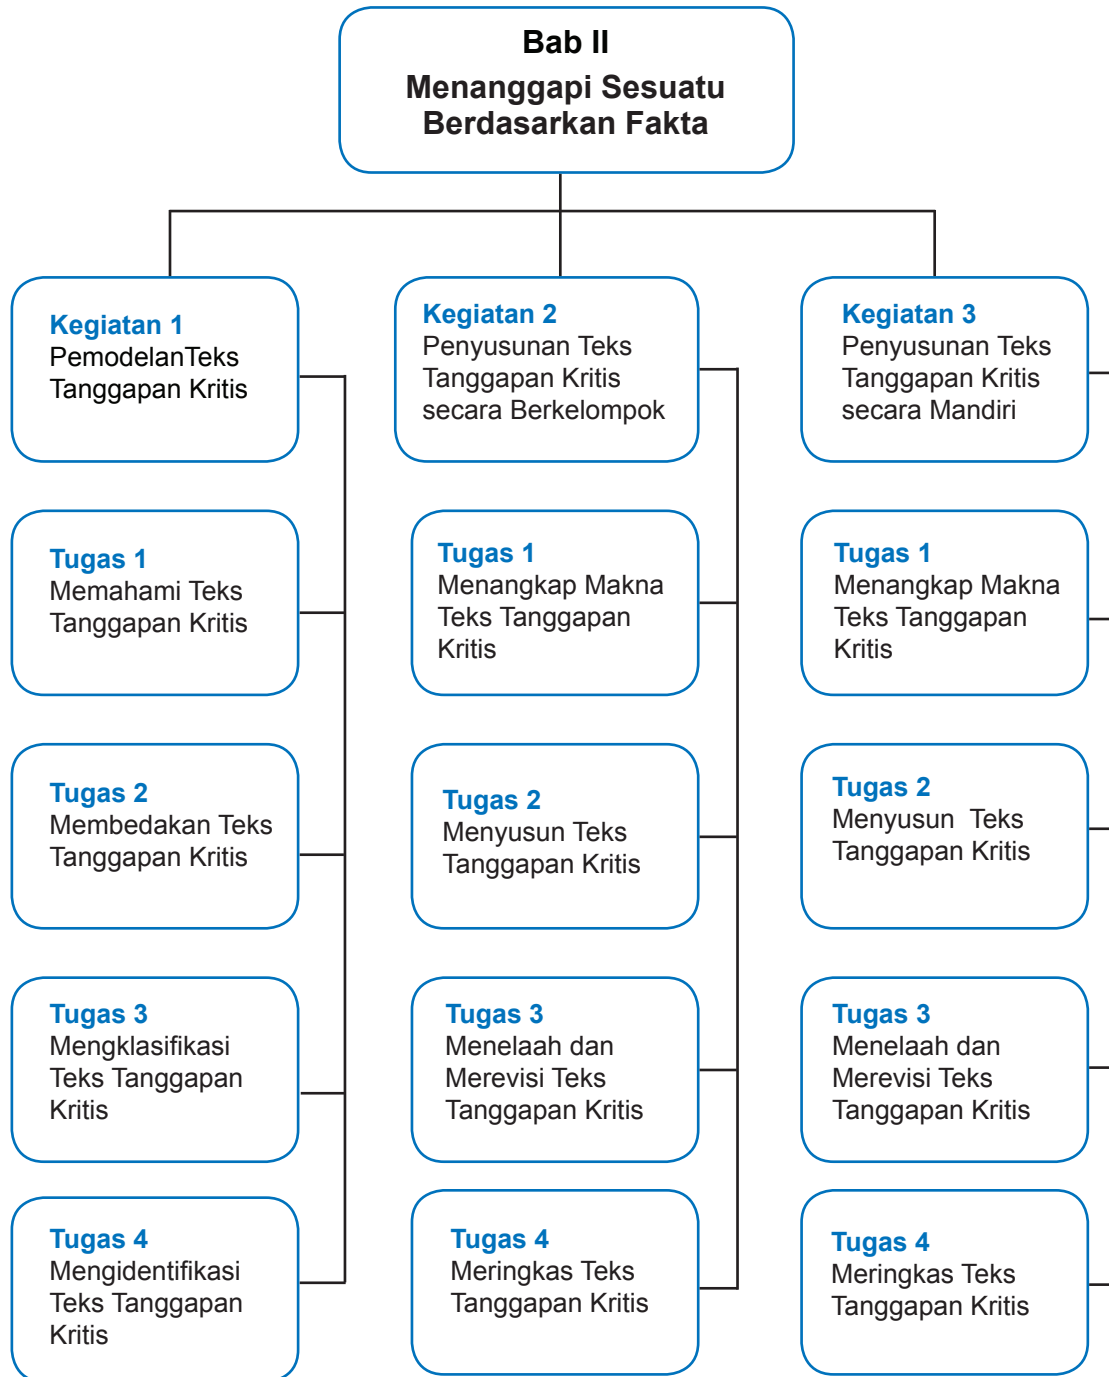 Bab II
Menanggapi Sesuatu
Berdasarkan Fakta
Kegiatan 1
PemodelanTeks
Tanggapan Kritis
Kegiatan 2
Penyusunan Teks
Tanggapan Kritis
secara Berkelompok
Kegiatan 3
Penyusunan Teks
Tanggapan Kritis
secara Mandiri
Tugas 1
Memahami Teks
Tanggapan Kritis
Tugas 1
Menangkap Makna
Teks Tanggapan
Kritis
Tugas 1
Menangkap Makna
Teks Tanggapan
Kritis
Tugas 2
Membedakan Teks
Tanggapan Kritis
Tugas 2
Menyusun Teks
Tanggapan Kritis
Tugas 2
Menyusun Teks
Tanggapan Kritis
Tugas 3
Mengklasifikasi
Teks Tanggapan
Kritis
Tugas 3
Menelaah dan
Merevisi Teks
Tanggapan Kritis
Tugas 3
Menelaah dan
Merevisi Teks
Tanggapan Kritis
Tugas 4
Mengidentifikasi
Teks Tanggapan
Kritis
Tugas 4
Meringkas Teks
Tanggapan Kritis
Tugas 4
Meringkas Teks
Tanggapan Kritis